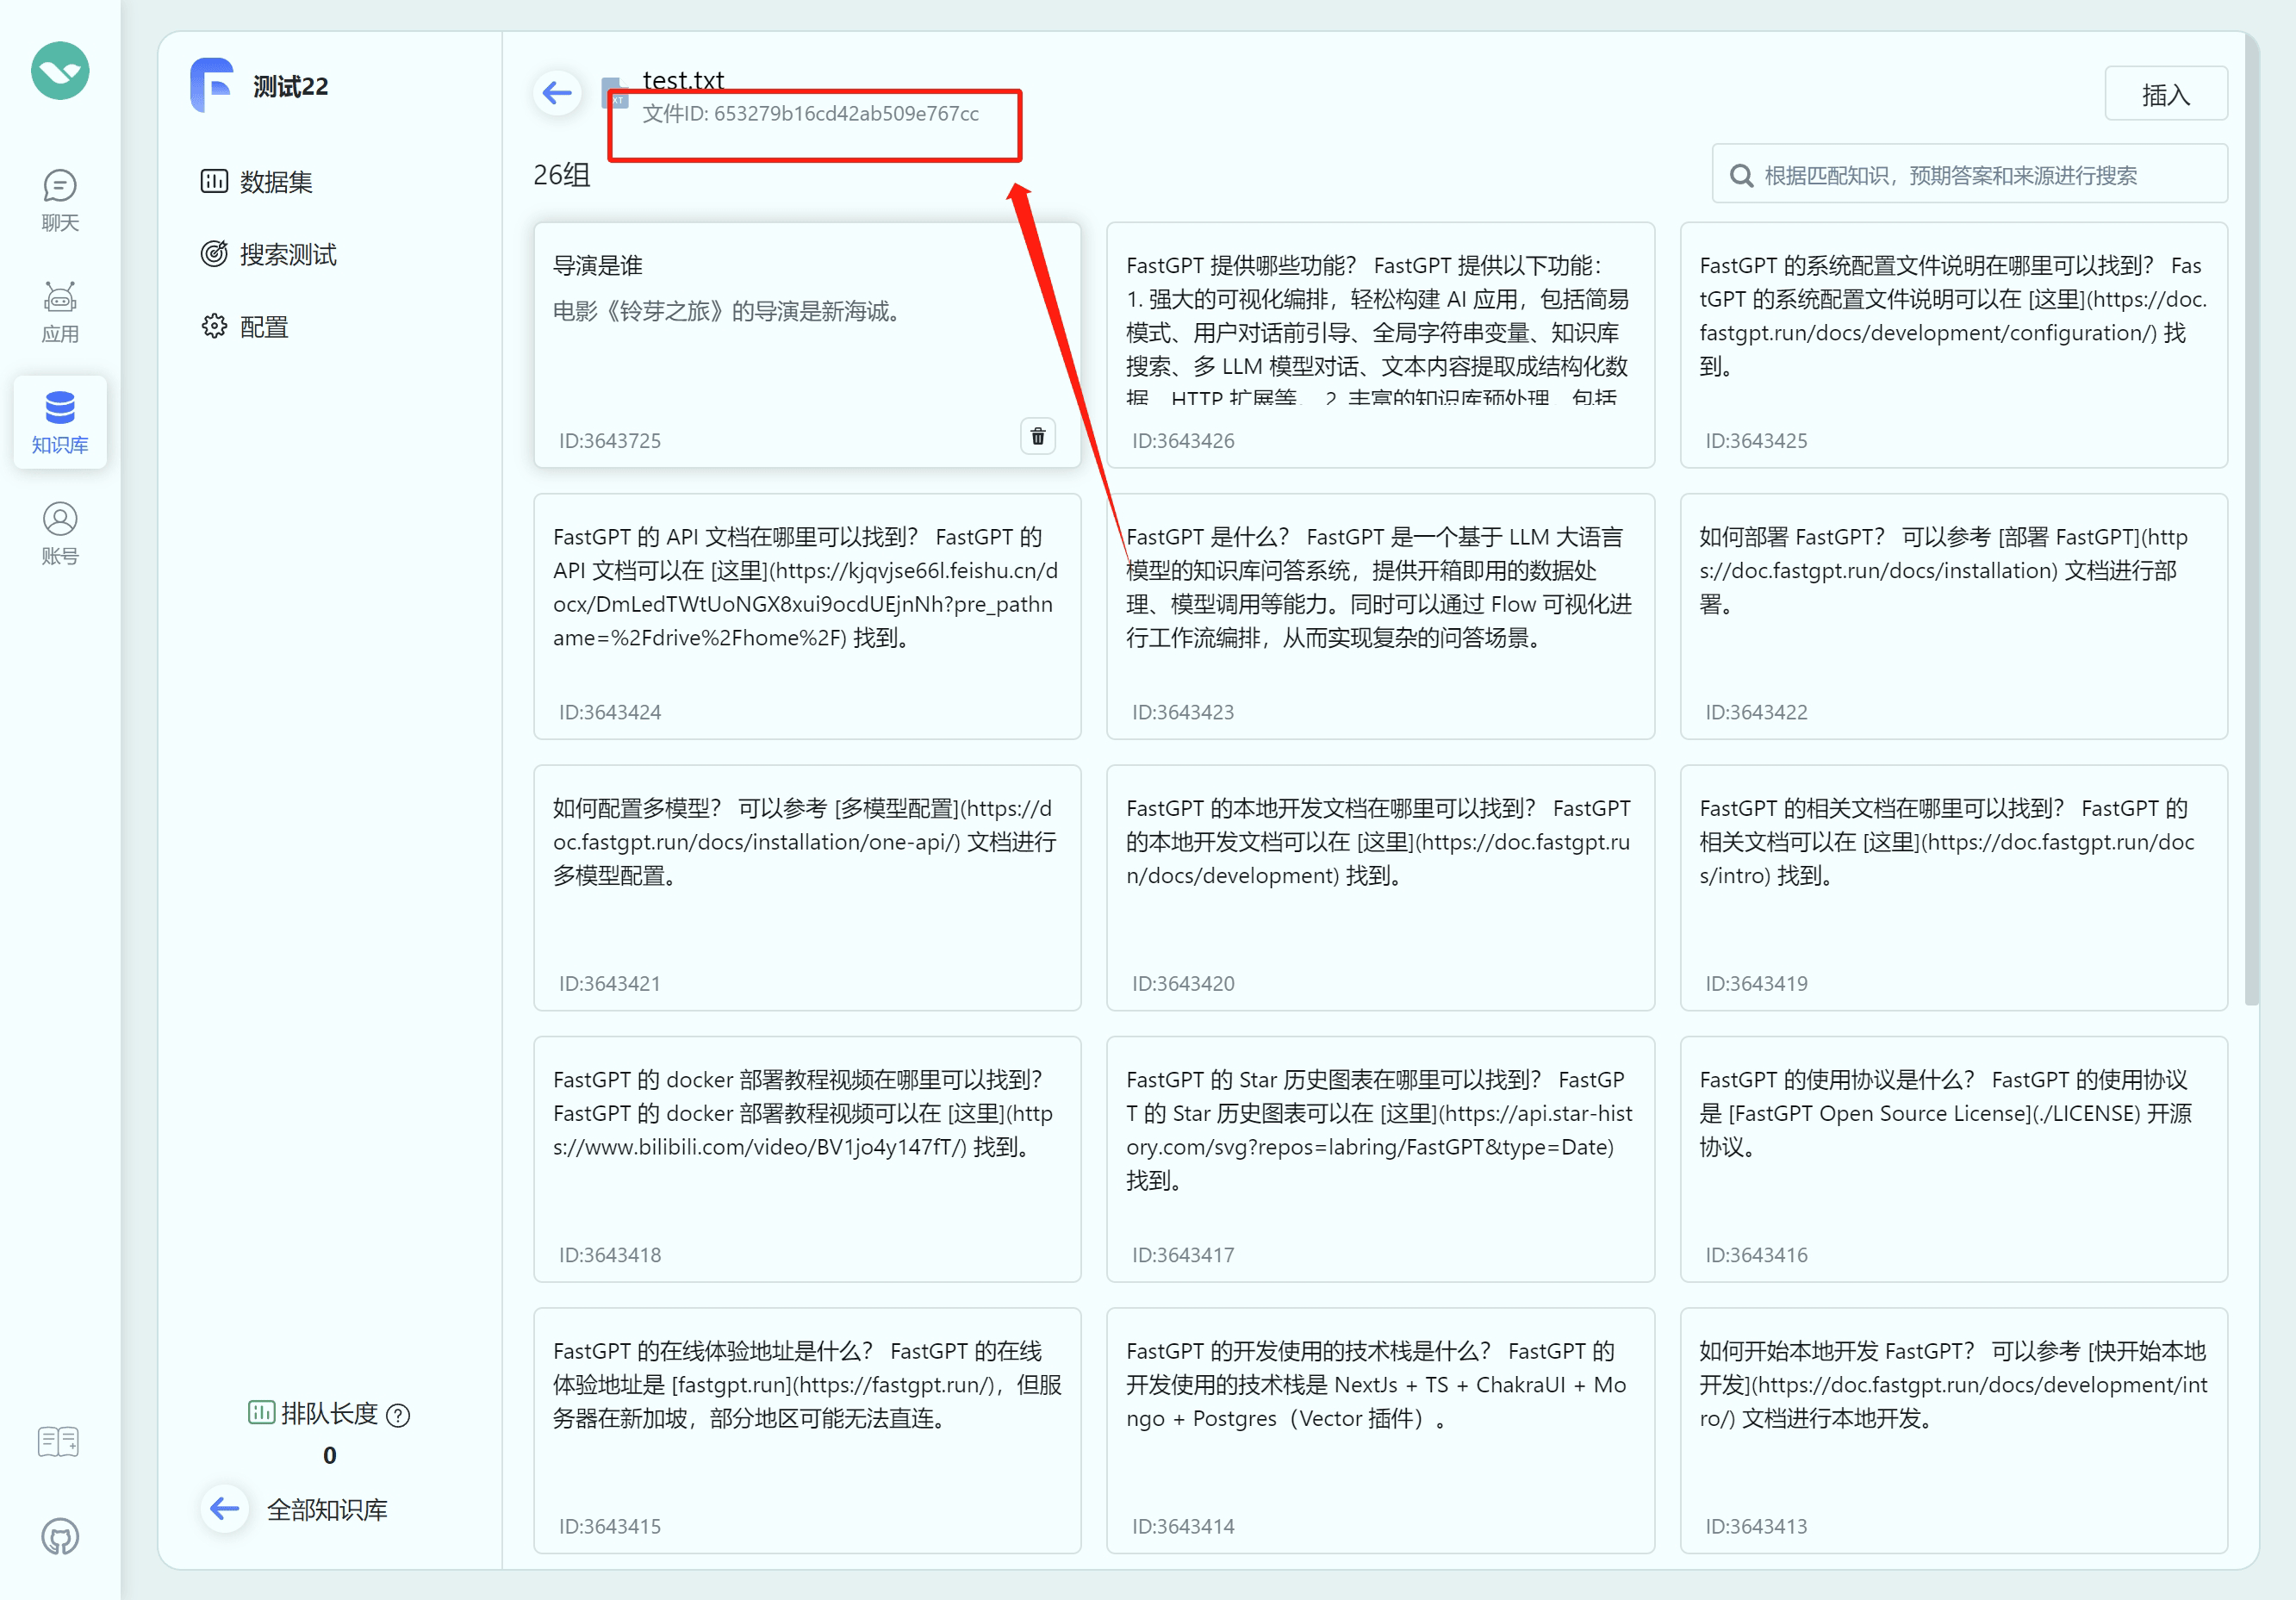 聊天
应用
知识库
账号
测试22
数据集
搜索测试
配置
排队长度
0
全部知识库
test.txt
文件ID: 653279b16cd42ab509e767cc
插入
26组
根据匹配知识，预期答案和来源进行搜索
导演是谁
电影《铃芽之旅》的导演是新海诚。
ID:3643725
FastGPT 提供哪些功能？ FastGPT 提供以下功能：
1. 强大的可视化编排，轻松构建 AI 应用，包括简易
模式、用户对话前引导、全局字符串变量、知识库
搜索、多 LLM 模型对话、文本内容提取成结构化数
据、HTTP 扩展等。 2. 丰富的知识库预处理，包括
ID:3643426
FastGPT 的系统配置文件说明在哪里可以找到？ Fas
tGPT 的系统配置文件说明可以在 [这里](https://doc.
fastgpt.run/docs/development/configuration/) 找
到。
ID:3643425
FastGPT 的 API 文档在哪里可以找到？ FastGPT 的
API 文档可以在 [这里](https://kjqvjse66l.feishu.cn/d
ocx/DmLedTWtUoNGX8xui9ocdUEjnNh?pre_pathn
ame=%2Fdrive%2Fhome%2F) 找到。
ID:3643424
FastGPT 是什么？ FastGPT 是一个基于 LLM 大语言
模型的知识库问答系统，提供开箱即用的数据处
理、模型调用等能力。同时可以通过 Flow 可视化进
行工作流编排，从而实现复杂的问答场景。
ID:3643423
如何部署 FastGPT？ 可以参考 [部署 FastGPT](http
s://doc.fastgpt.run/docs/installation) 文档进行部
署。
ID:3643422
如何配置多模型？ 可以参考 [多模型配置](https://d
oc.fastgpt.run/docs/installation/one-api/) 文档进行
多模型配置。
ID:3643421
FastGPT 的本地开发文档在哪里可以找到？ FastGPT
的本地开发文档可以在 [这里](https://doc.fastgpt.ru
n/docs/development) 找到。
ID:3643420
FastGPT 的相关文档在哪里可以找到？ FastGPT 的
相关文档可以在 [这里](https://doc.fastgpt.run/doc
s/intro) 找到。
ID:3643419
FastGPT 的 docker 部署教程视频在哪里可以找到？
FastGPT 的 docker 部署教程视频可以在 [这里](http
s://www.bilibili.com/video/BV1jo4y147fT/) 找到。
ID:3643418
FastGPT 的 Star 历史图表在哪里可以找到？ FastGP
T 的 Star 历史图表可以在 [这里](https://api.star-hist
ory.com/svg?repos=labring/FastGPT&type=Date)
找到。
ID:3643417
FastGPT 的使用协议是什么？ FastGPT 的使用协议
是 [FastGPT Open Source License](./LICENSE) 开源
协议。
ID:3643416
FastGPT 的在线体验地址是什么？ FastGPT 的在线
体验地址是 [fastgpt.run](https://fastgpt.run/)，但服
务器在新加坡，部分地区可能无法直连。
ID:3643415
FastGPT 的开发使用的技术栈是什么？ FastGPT 的
开发使用的技术栈是 NextJs + TS + ChakraUI + Mo
ngo + Postgres（Vector 插件）。
ID:3643414
如何开始本地开发 FastGPT？ 可以参考 [快开始本地
开发](https://doc.fastgpt.run/docs/development/int
ro/) 文档进行本地开发。
ID:3643413